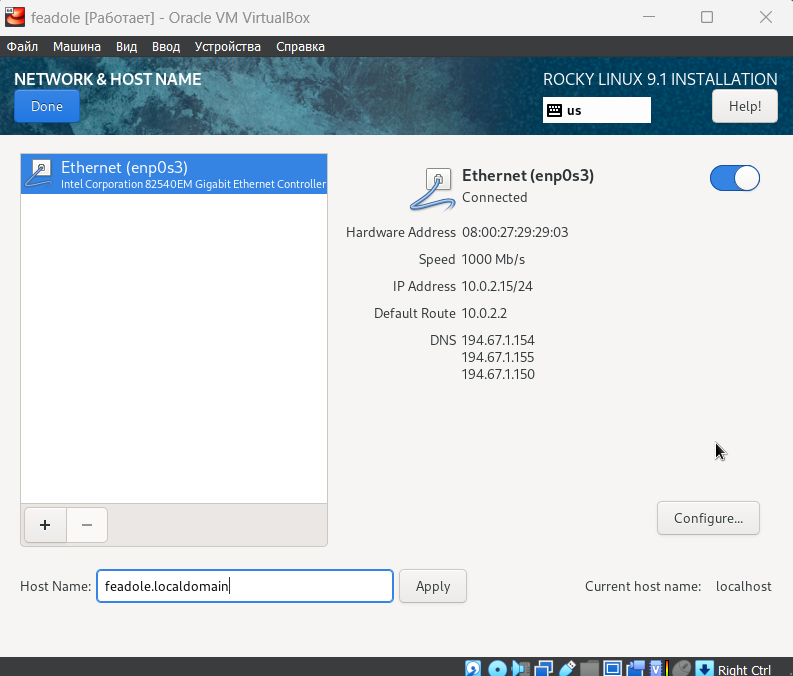 feadole [Работает] - Oracle VM VirtualBox
Файл Машина Вид Ввод Устройства Справка
NETWORK & HOST NAME
ROCKY LINUX 9.1 INSTALLATION
Done
us
Help!
Ethernet (enp0s3)
Intel Corporation 82540EM Gigabit Ethernet Controller
Ethernet (enp0s3)
Connected
Hardware Address 08:00:27:29:29:03
Speed 1000 Mb/s
IP Address 10.0.2.15/24
Default Route 10.0.2.2
DNS 194.67.1.154
194.67.1.155
194.67.1.150
+ −
Configure...
Host Name: feadole.localdomain Apply Current host name: localhost
Right Ctrl